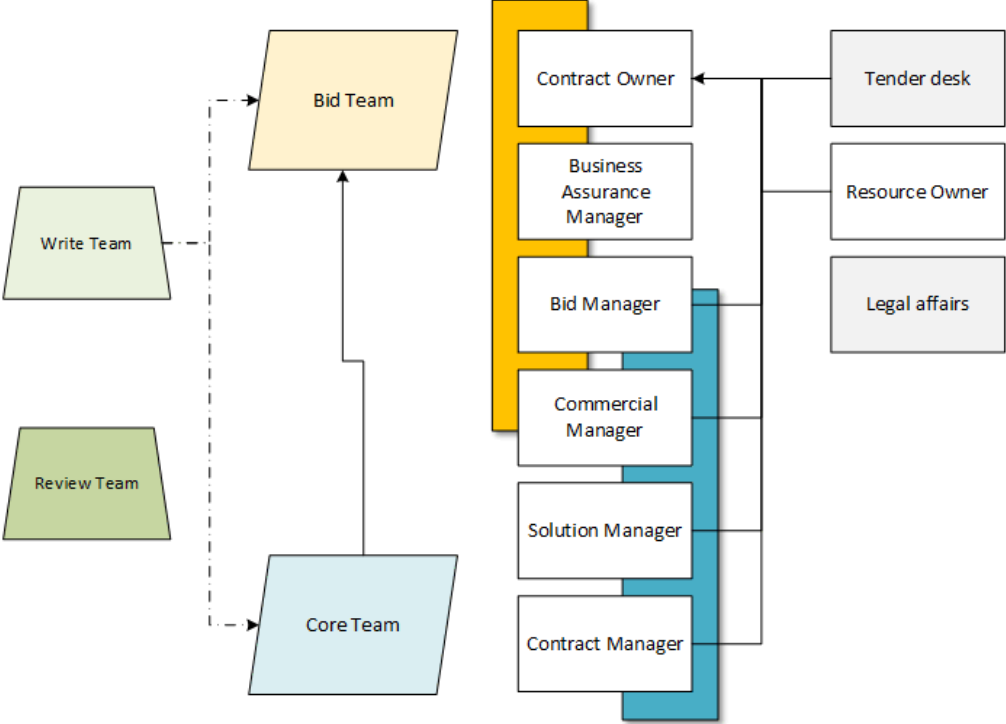 Bid Team
Write Team
Review Team
Core Team
Contract Owner
Business
Assurance
Manager
Bid Manager
Commercial
Manager
Solution Manager
Contract Manager
Tender desk
Resource Owner
Legal affairs